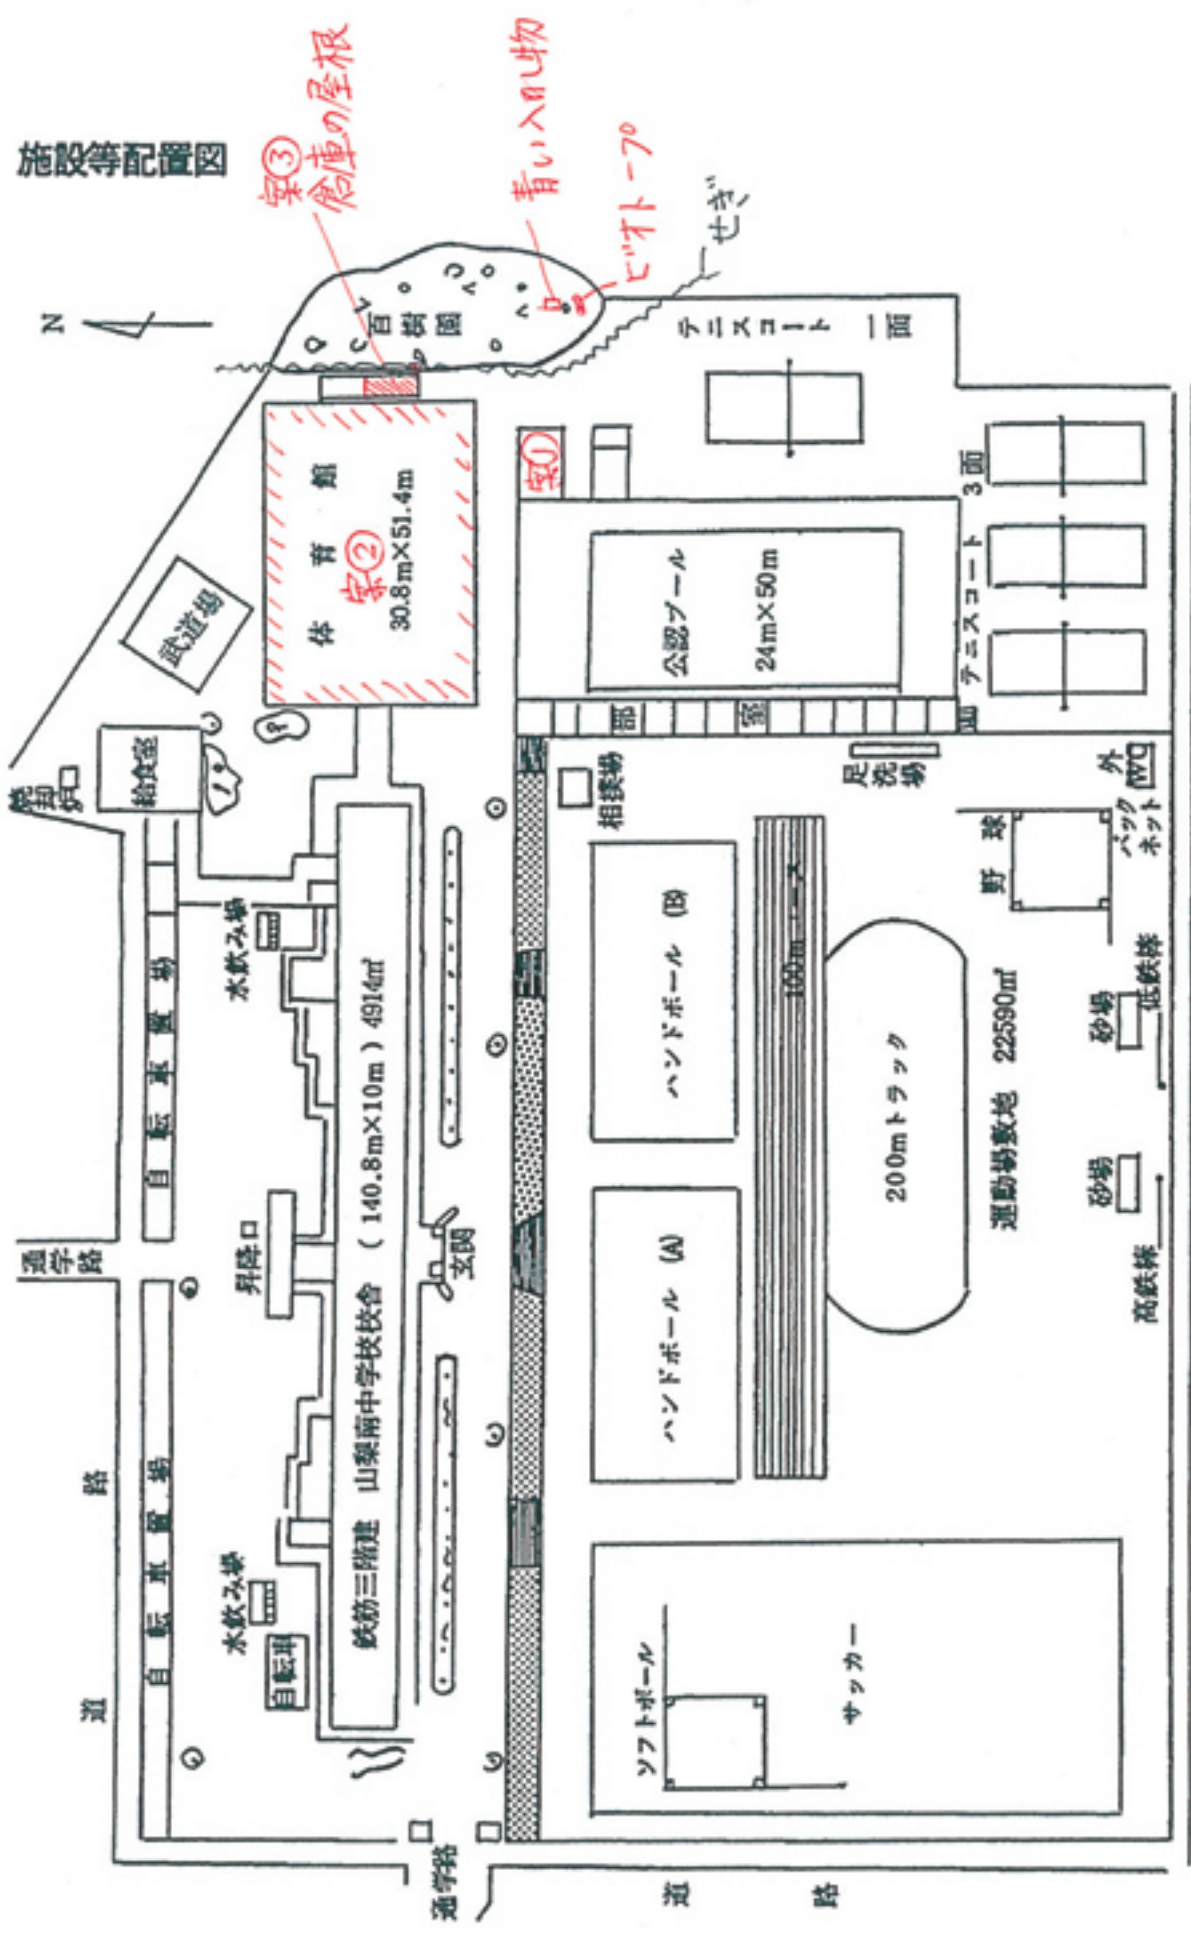 施設等配置図
N
案③
倉庫の屋根
青い入れ物
ビオトープ
せぎ
百樹園
テニスコート 一面
案①
体育館
案②
30.8m×51.4m
武道場
公認プール
24m×50m
テニスコート 3面
部室
焼却炉
給食室
相撲場
足洗場
外WC
バックネット
野球
水飲み場
自転車置場
ハンドボール (B)
100mコース
200mトラック
運動場敷地 22590㎡
砂場
低鉄棒
通学路
昇降口
鉄筋三階建 山梨南中学校校舎 (140.8m×10m) 4914㎡
玄関
ハンドボール (A)
砂場
高鉄棒
道路
自転車置場
水飲み場
自転車
ソフトボール
サッカー
通学路
道路